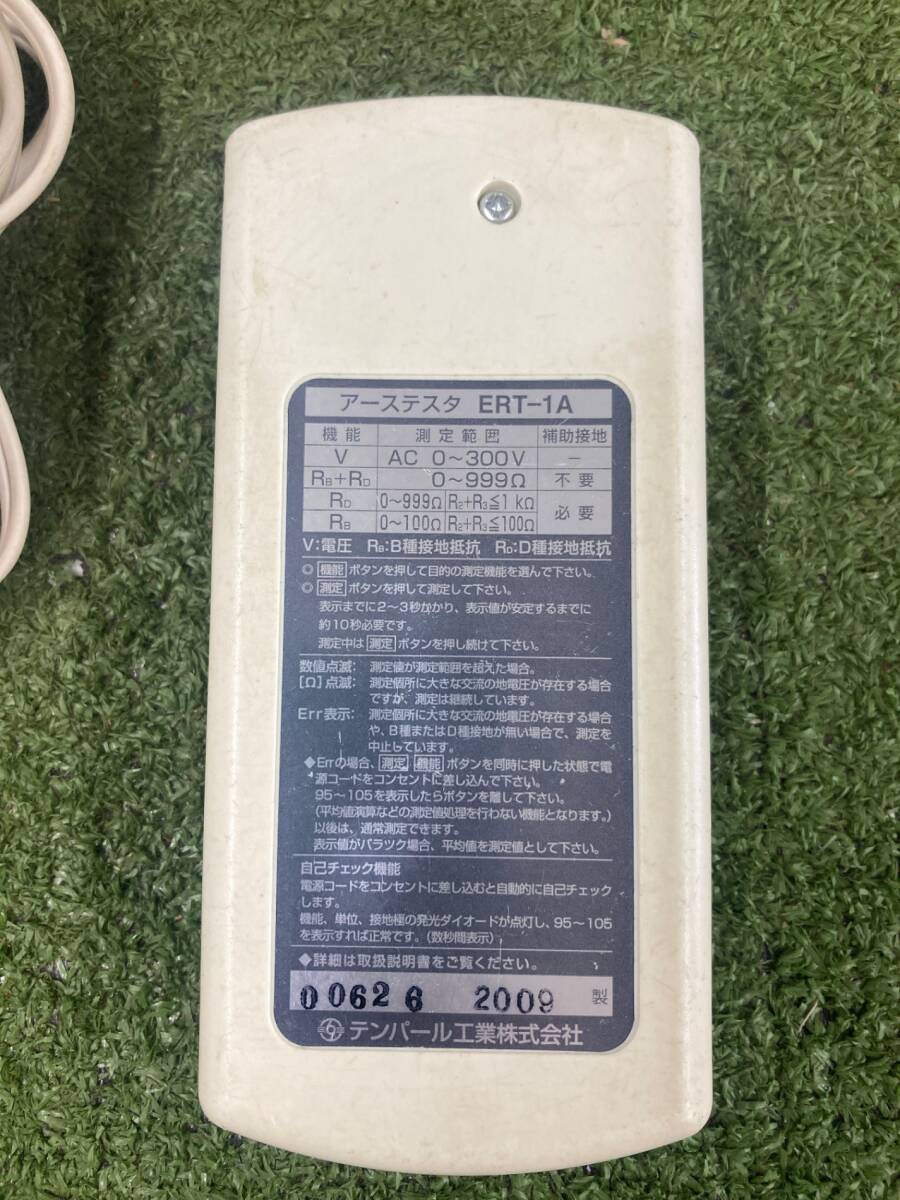 アーステスタ ERT-1A
機能 測定範囲 補助接地
V AC 0～300V －
RB+RD 0～999Ω 不要
RD 0～999Ω R2+R3≦1kΩ 必要
RB 0～100Ω R2+R3≦100Ω
V:電圧 RB:B種接地抵抗 RD:D種接地抵抗
◎ 機能 ボタンを押して目的の測定機能を選んで下さい。
◎ 測定 ボタンを押して測定して下さい。
表示までに2～3秒かかり、表示値が安定するまでに
約10秒必要です。
測定中は 測定 ボタンを押し続けて下さい。
数値点滅: 測定値が測定範囲を超えた場合。
[Ω]点滅: 測定個所に大きな交流の地電圧が存在する場合
ですが、測定は継続しています。
Err表示: 測定個所に大きな交流の地電圧が存在する場合
や、B種またはD種接地が無い場合で、測定を
中止しています。
◆Errの場合、測定 機能 ボタンを同時に押した状態で電
源コードをコンセントに差し込んで下さい。
95～105を表示したらボタンを離して下さい。
(平均値演算などの測定値処理を行わない機能となります。)
以後は、通常測定できます。
表示値がバラツク場合、平均値を測定値として下さい。
自己チェック機能
電源コードをコンセントに差し込むと自動的に自己チェック
します。
機能、単位、接地極の発光ダイオードが点灯し、95～105
を表示すれば正常です。(数秒間表示)
◆詳細は取扱説明書をご覧ください。
00626 2009 製
テンパール工業株式会社